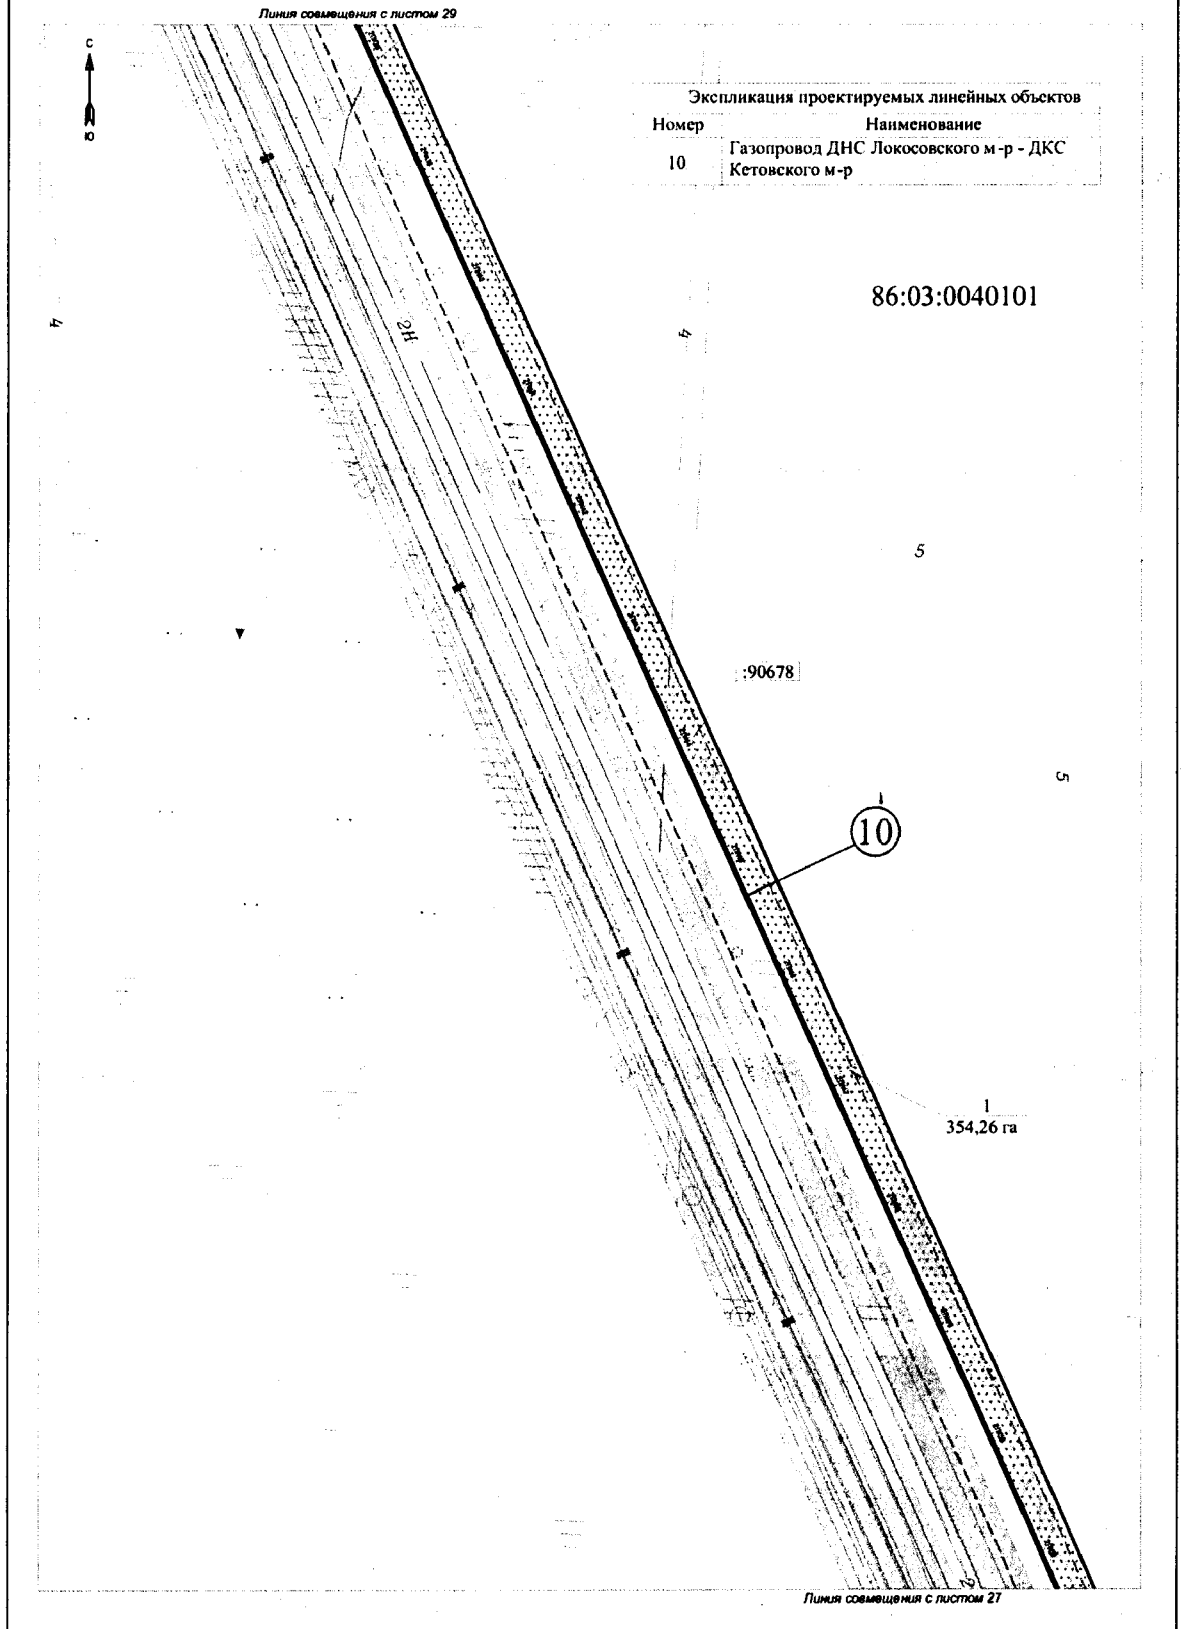 Линия совмещения с листом 29
С
Ю
Экспликация проектируемых линейных объектов
Номер Наименование
10 Газопровод ДНС Локосовского м-р - ДКС
Кетовского м-р
86:03:0040101
4
2Н
4
5
:90678
5
10
1
354,26 га
Линия совмещения с листом 27